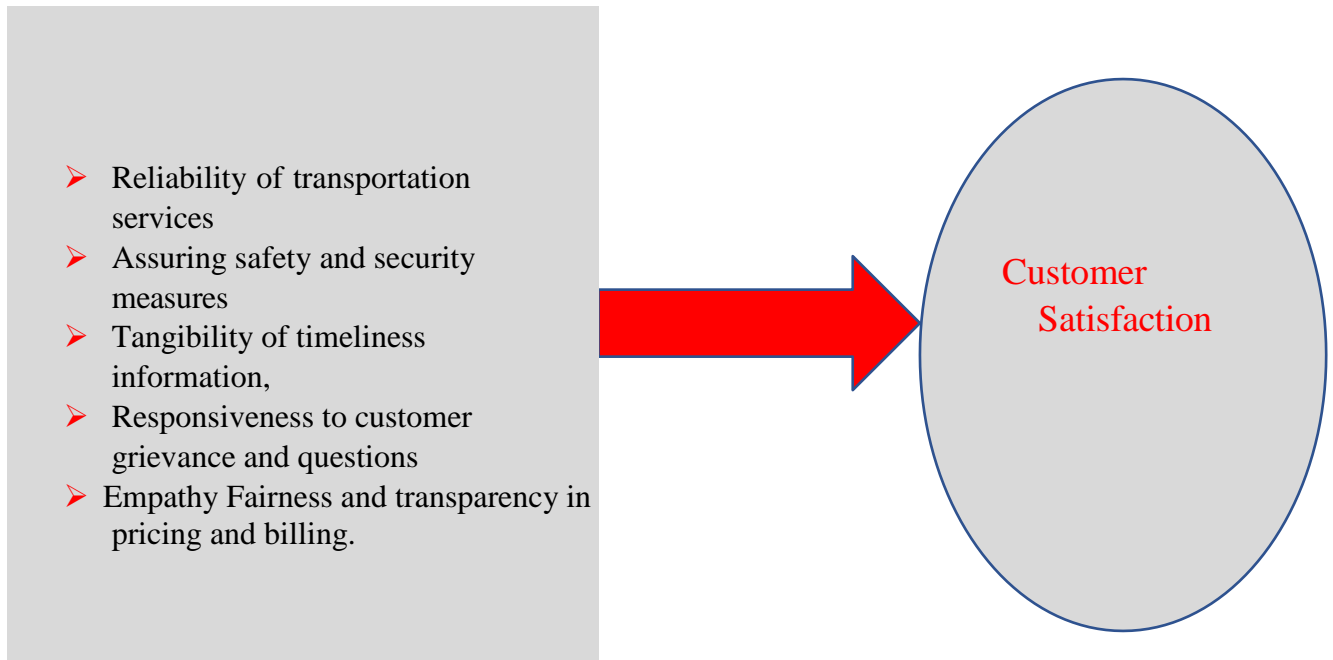 ➢ Reliability of transportation
services
➢ Assuring safety and security
measures
➢ Tangibility of timeliness
information,
➢ Responsiveness to customer
grievance and questions
➢ Empathy Fairness and transparency in
pricing and billing.
Customer
Satisfaction